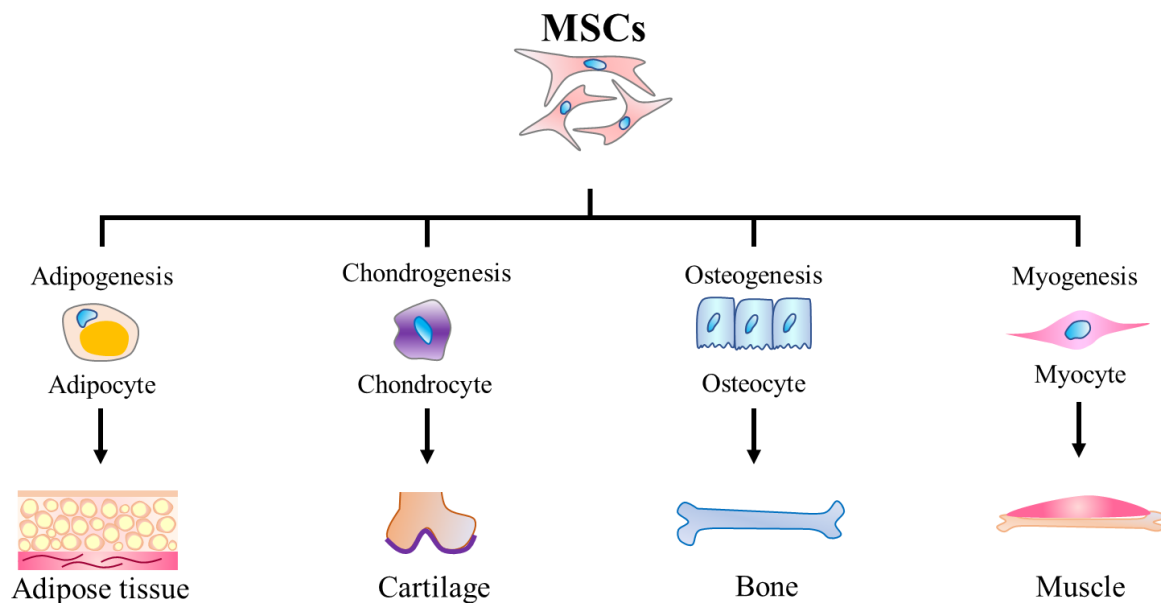 MSCs
Adipogenesis
Chondrogenesis
Osteogenesis
Myogenesis
Adipocyte
Chondrocyte
Osteocyte
Myocyte
Adipose tissue
Cartilage
Bone
Muscle